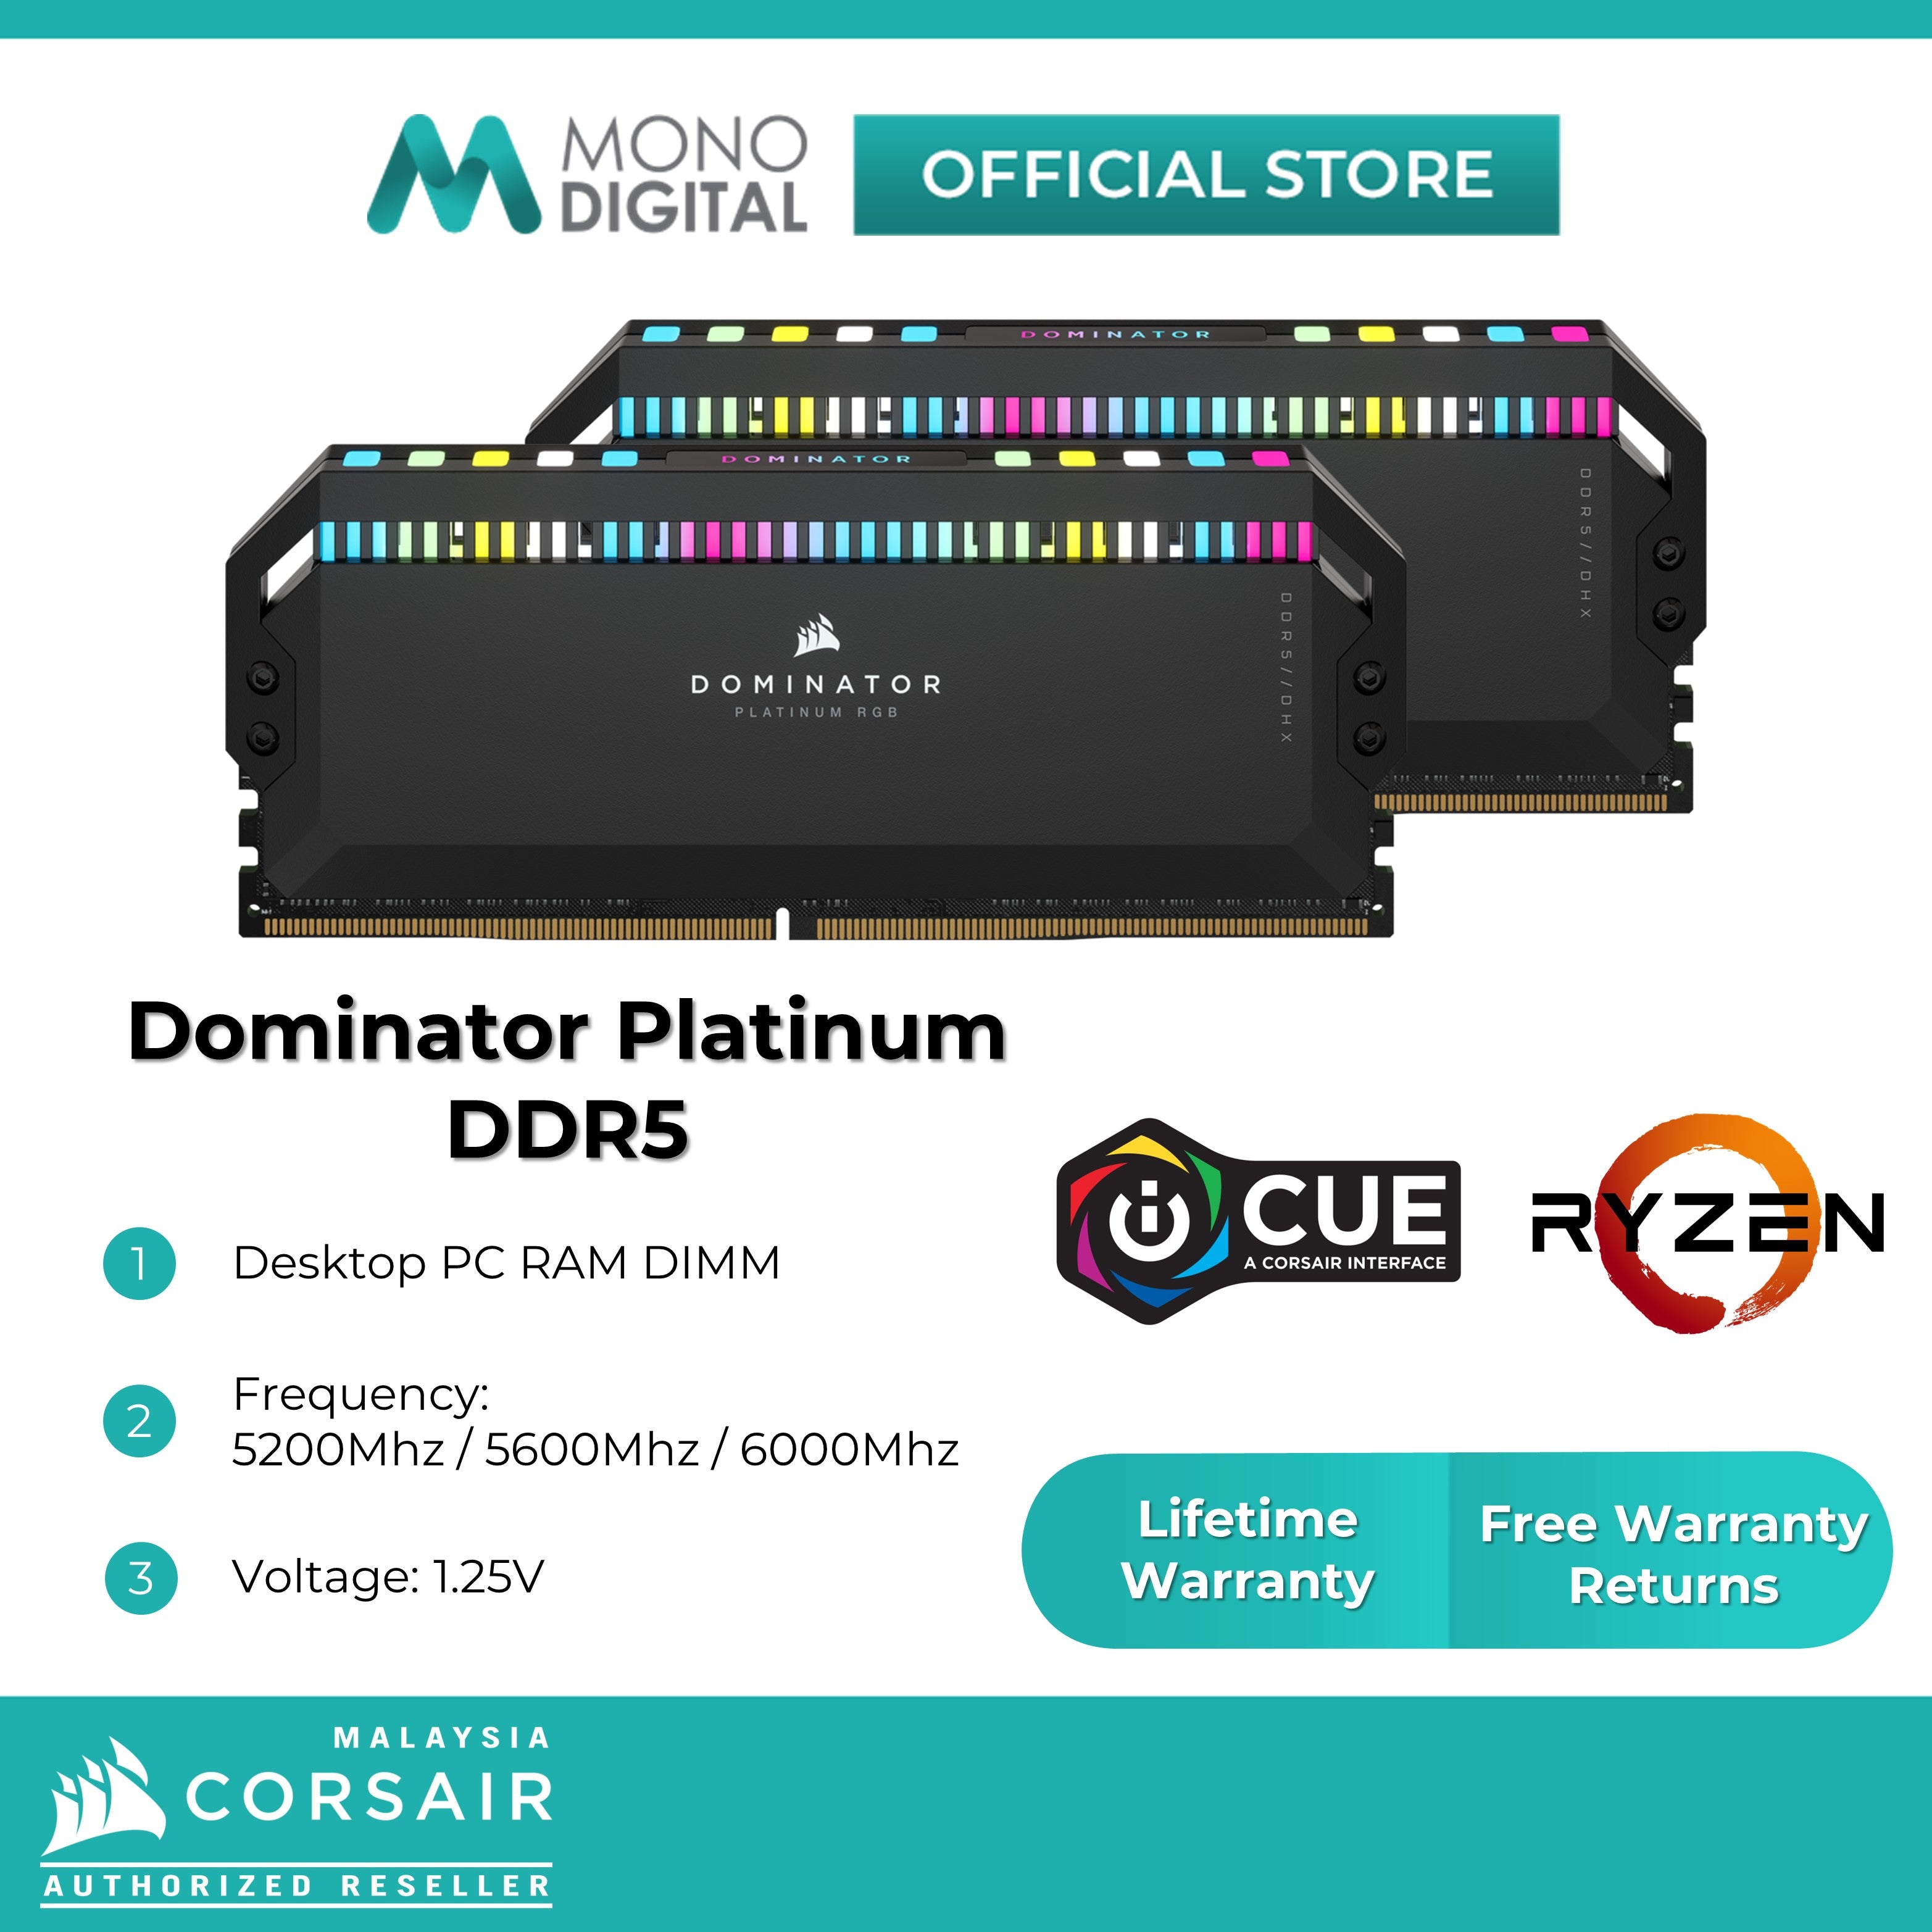 MONO
DIGITAL
OFFICIAL STORE
DOMINATOR
DDR5//DHX
DOMINATOR
DOMINATOR
PLATINUM RGB
DDR5//DHX
Dominator Platinum
DDR5
1 Desktop PC RAM DIMM
2 Frequency:
5200Mhz / 5600Mhz / 6000Mhz
3 Voltage: 1.25V
iCUE
A CORSAIR INTERFACE
RYZEN
Lifetime
Warranty
Free Warranty
Returns
MALAYSIA
CORSAIR
AUTHORIZED RESELLER